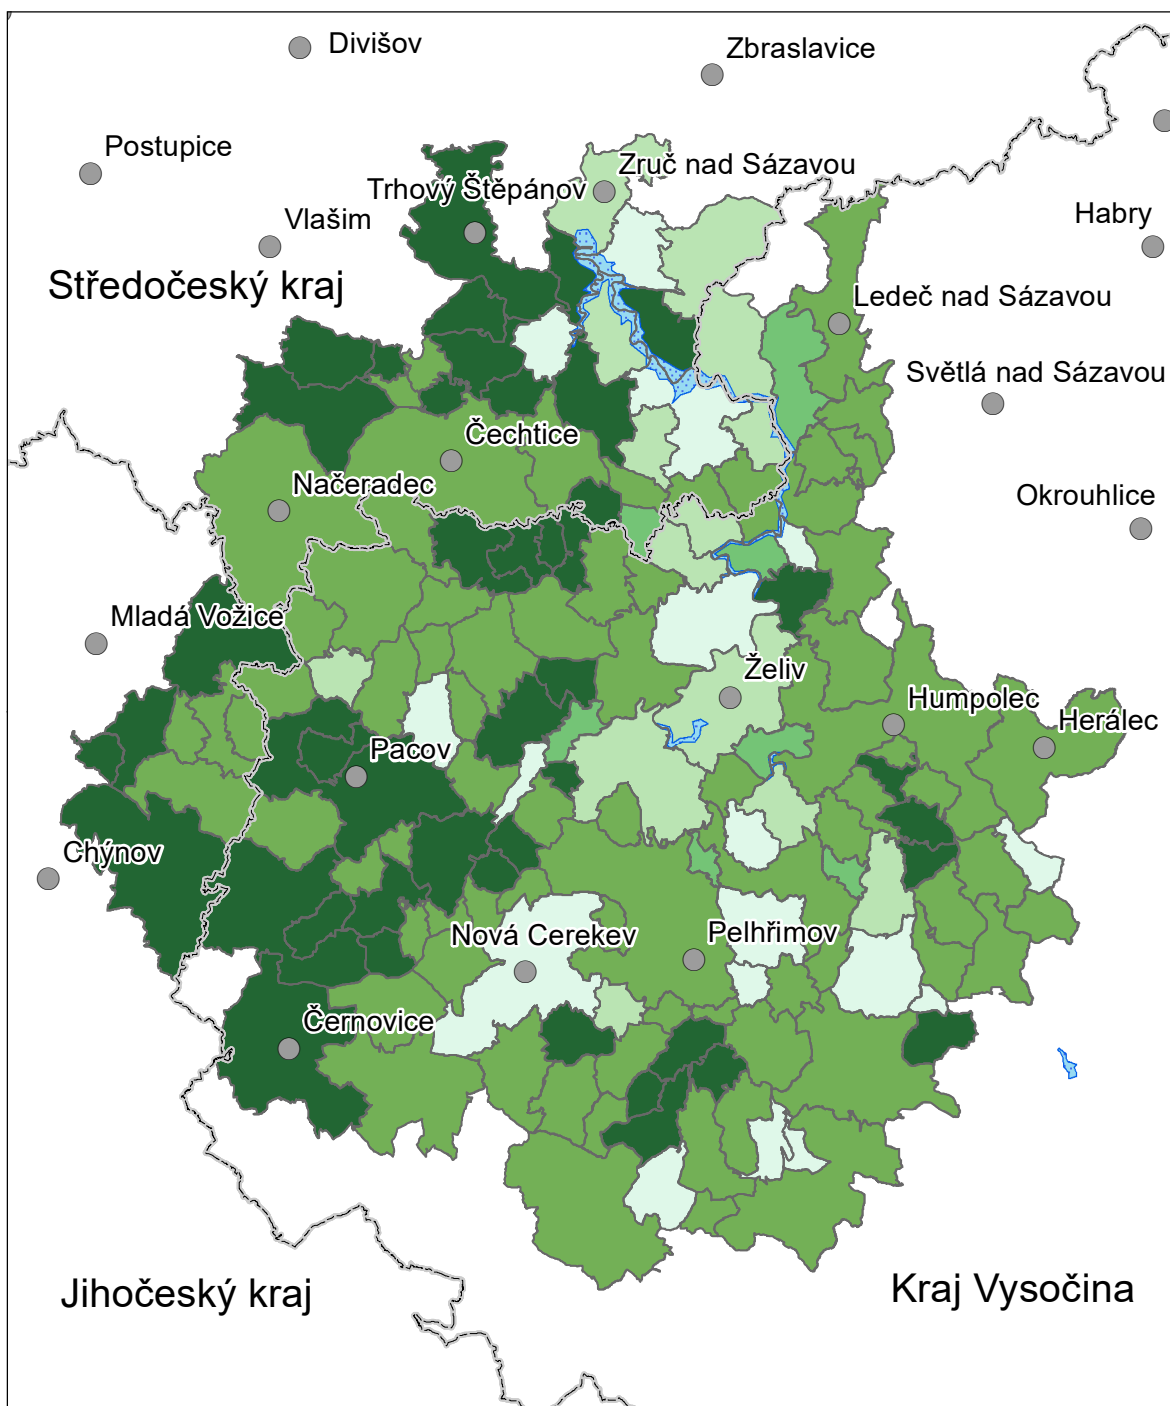 Divišov
Zbraslavice
Postupice
Zruč nad Sázavou
Trhový Štěpánov
Vlašim
Habry
Středočeský kraj
Ledeč nad Sázavou
Světlá nad Sázavou
Čechtice
Načeradec
Okrouhlice
Mladá Vožice
Želiv
Humpolec
Herálec
Pacov
Chýnov
Nová Cerekev
Pelhřimov
Černovice
Jihočeský kraj
Kraj Vysočina